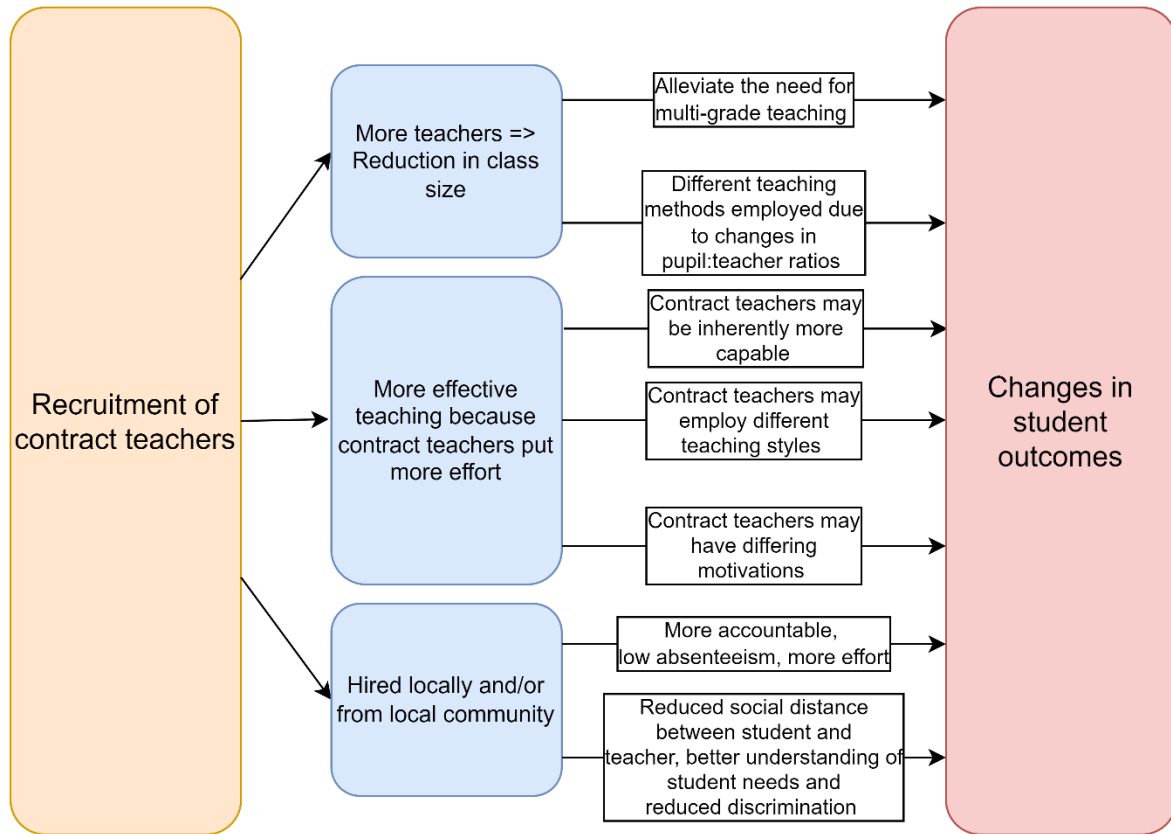 Recruitment of
contract teachers
More teachers =>
Reduction in class
size
Alleviate the need for
multi-grade teaching
Different teaching
methods employed due
to changes in
pupil:teacher ratios
More effective
teaching because
contract teachers put
more effort
Contract teachers may
be inherently more
capable
Contract teachers may
employ different
teaching styles
Contract teachers may
have differing
motivations
Hired locally and/or
from local community
More accountable,
low absenteeism, more effort
Reduced social distance
between student and
teacher, better understanding of
student needs and
reduced discrimination
Changes in
student
outcomes